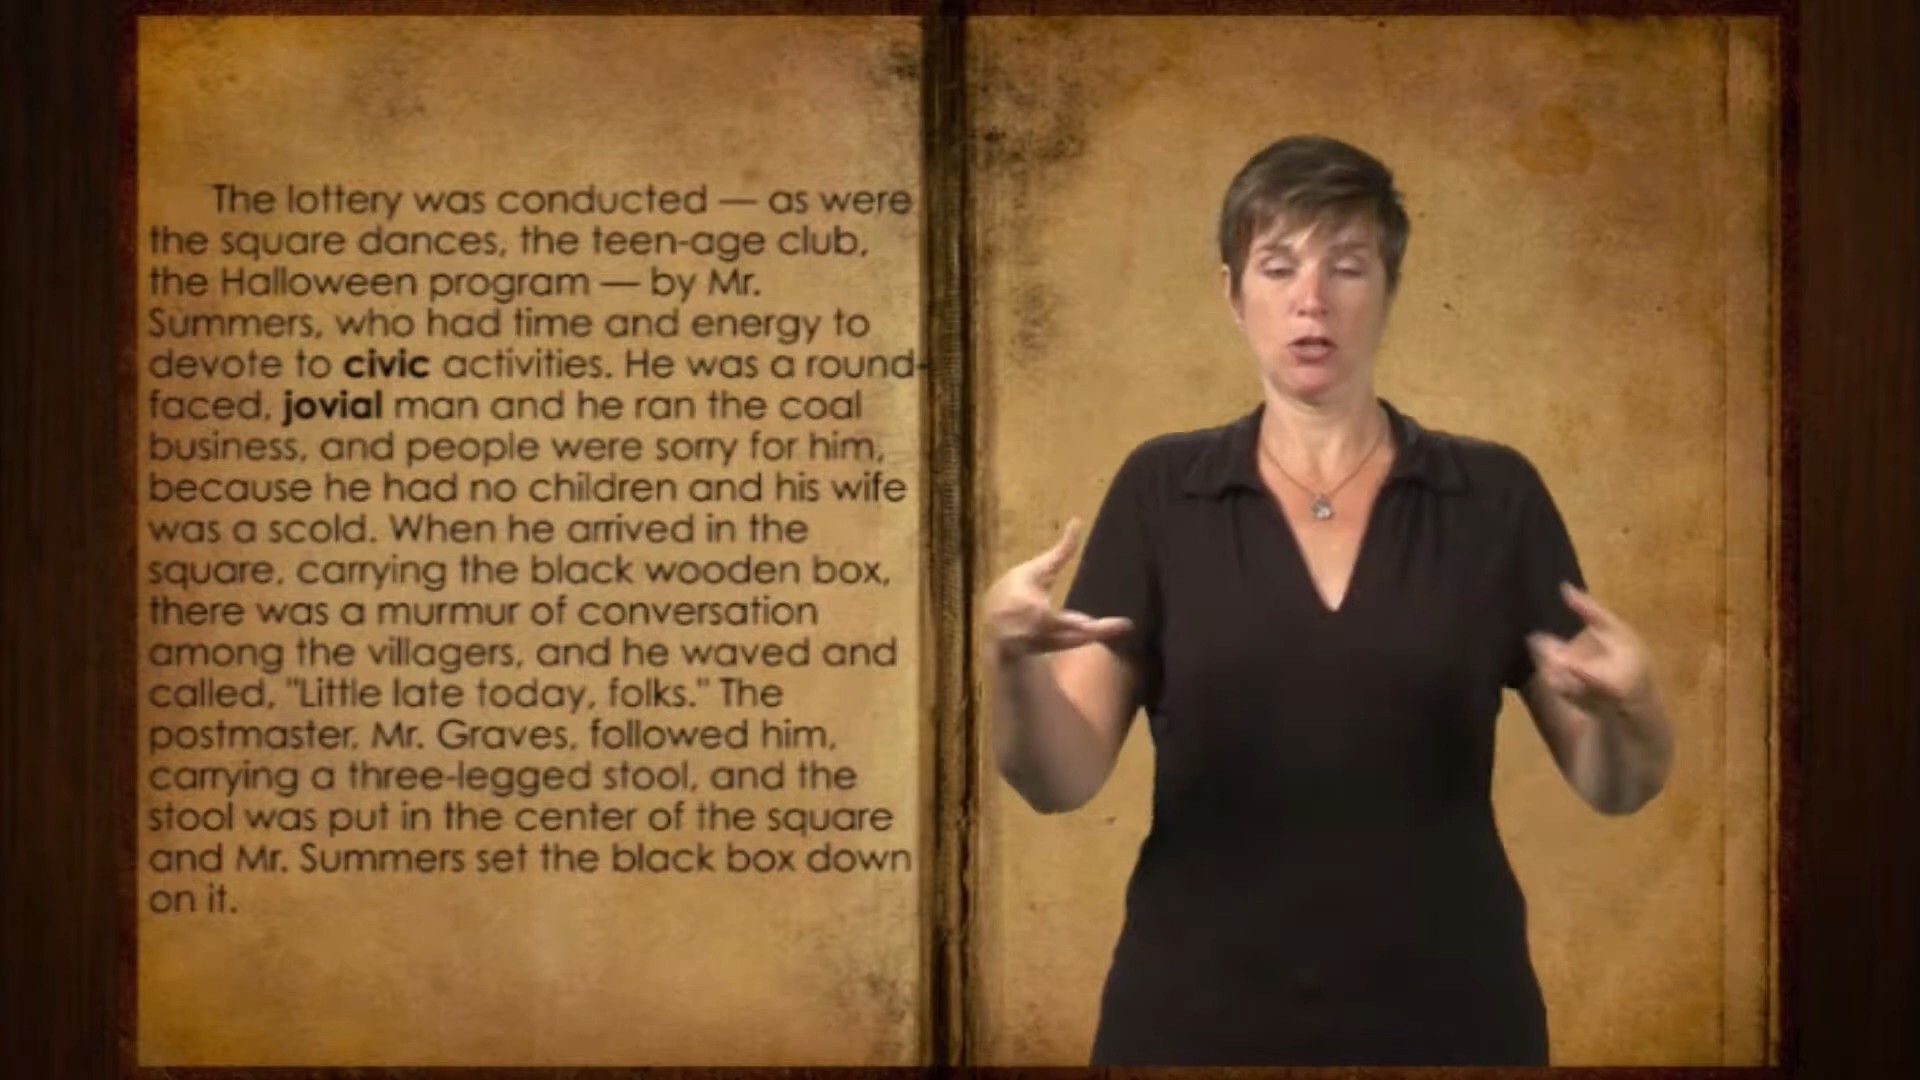 The lottery was conducted — as were
the square dances, the teen-age club,
the Halloween program — by Mr.
Summers, who had time and energy to
devote to civic activities. He was a round-
faced, jovial man and he ran the coal
business, and people were sorry for him,
because he had no children and his wife
was a scold. When he arrived in the
square, carrying the black wooden box,
there was a murmur of conversation
among the villagers, and he waved and
called, "Little late today, folks." The
postmaster, Mr. Graves, followed him,
carrying a three-legged stool, and the
stool was put in the center of the square
and Mr. Summers set the black box down
on it.